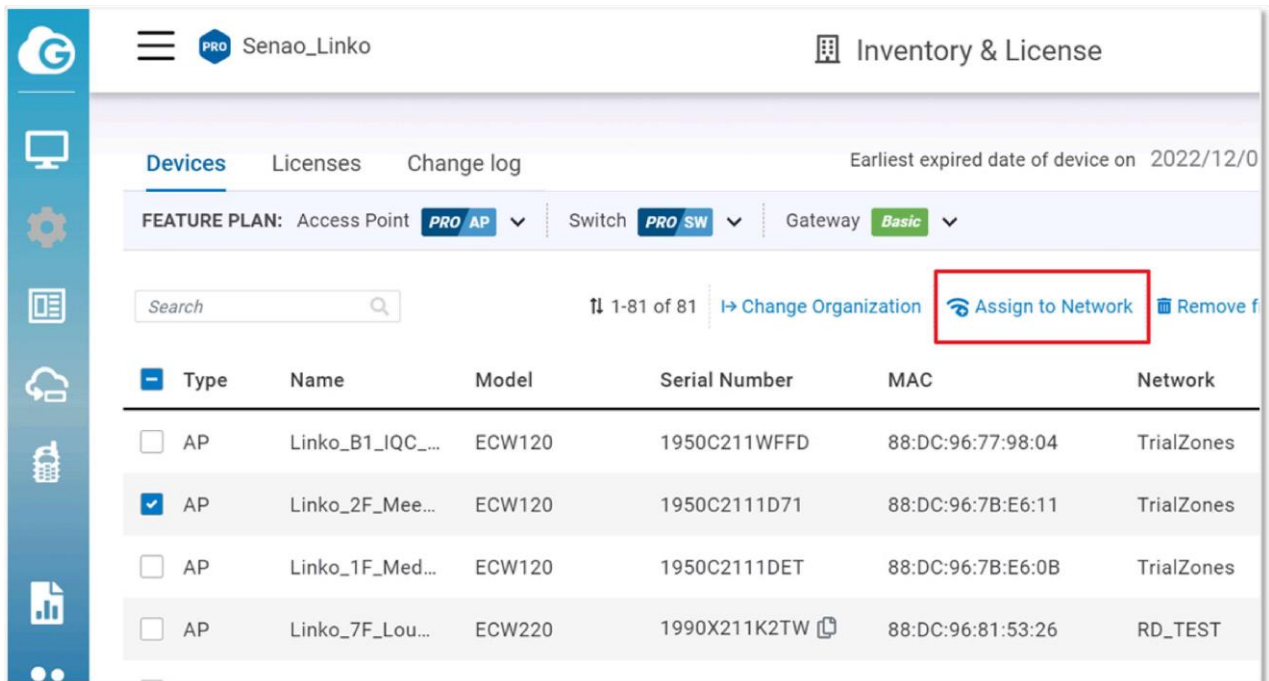 G
PRO Senao_Linko
Inventory & License
Devices Licenses Change log Earliest expired date of device on 2022/12/0
FEATURE PLAN: Access Point PRO AP Switch PRO SW Gateway Basic
Search 1-81 of 81 Change Organization Assign to Network Remove f
Type Name Model Serial Number MAC Network
AP Linko_B1_IQC_... ECW120 1950C211WFFD 88:DC:96:77:98:04 TrialZones
AP Linko_2F_Mee... ECW120 1950C2111D71 88:DC:96:7B:E6:11 TrialZones
AP Linko_1F_Med... ECW120 1950C2111DET 88:DC:96:7B:E6:0B TrialZones
AP Linko_7F_Lou... ECW220 1990X211K2TW 88:DC:96:81:53:26 RD_TEST